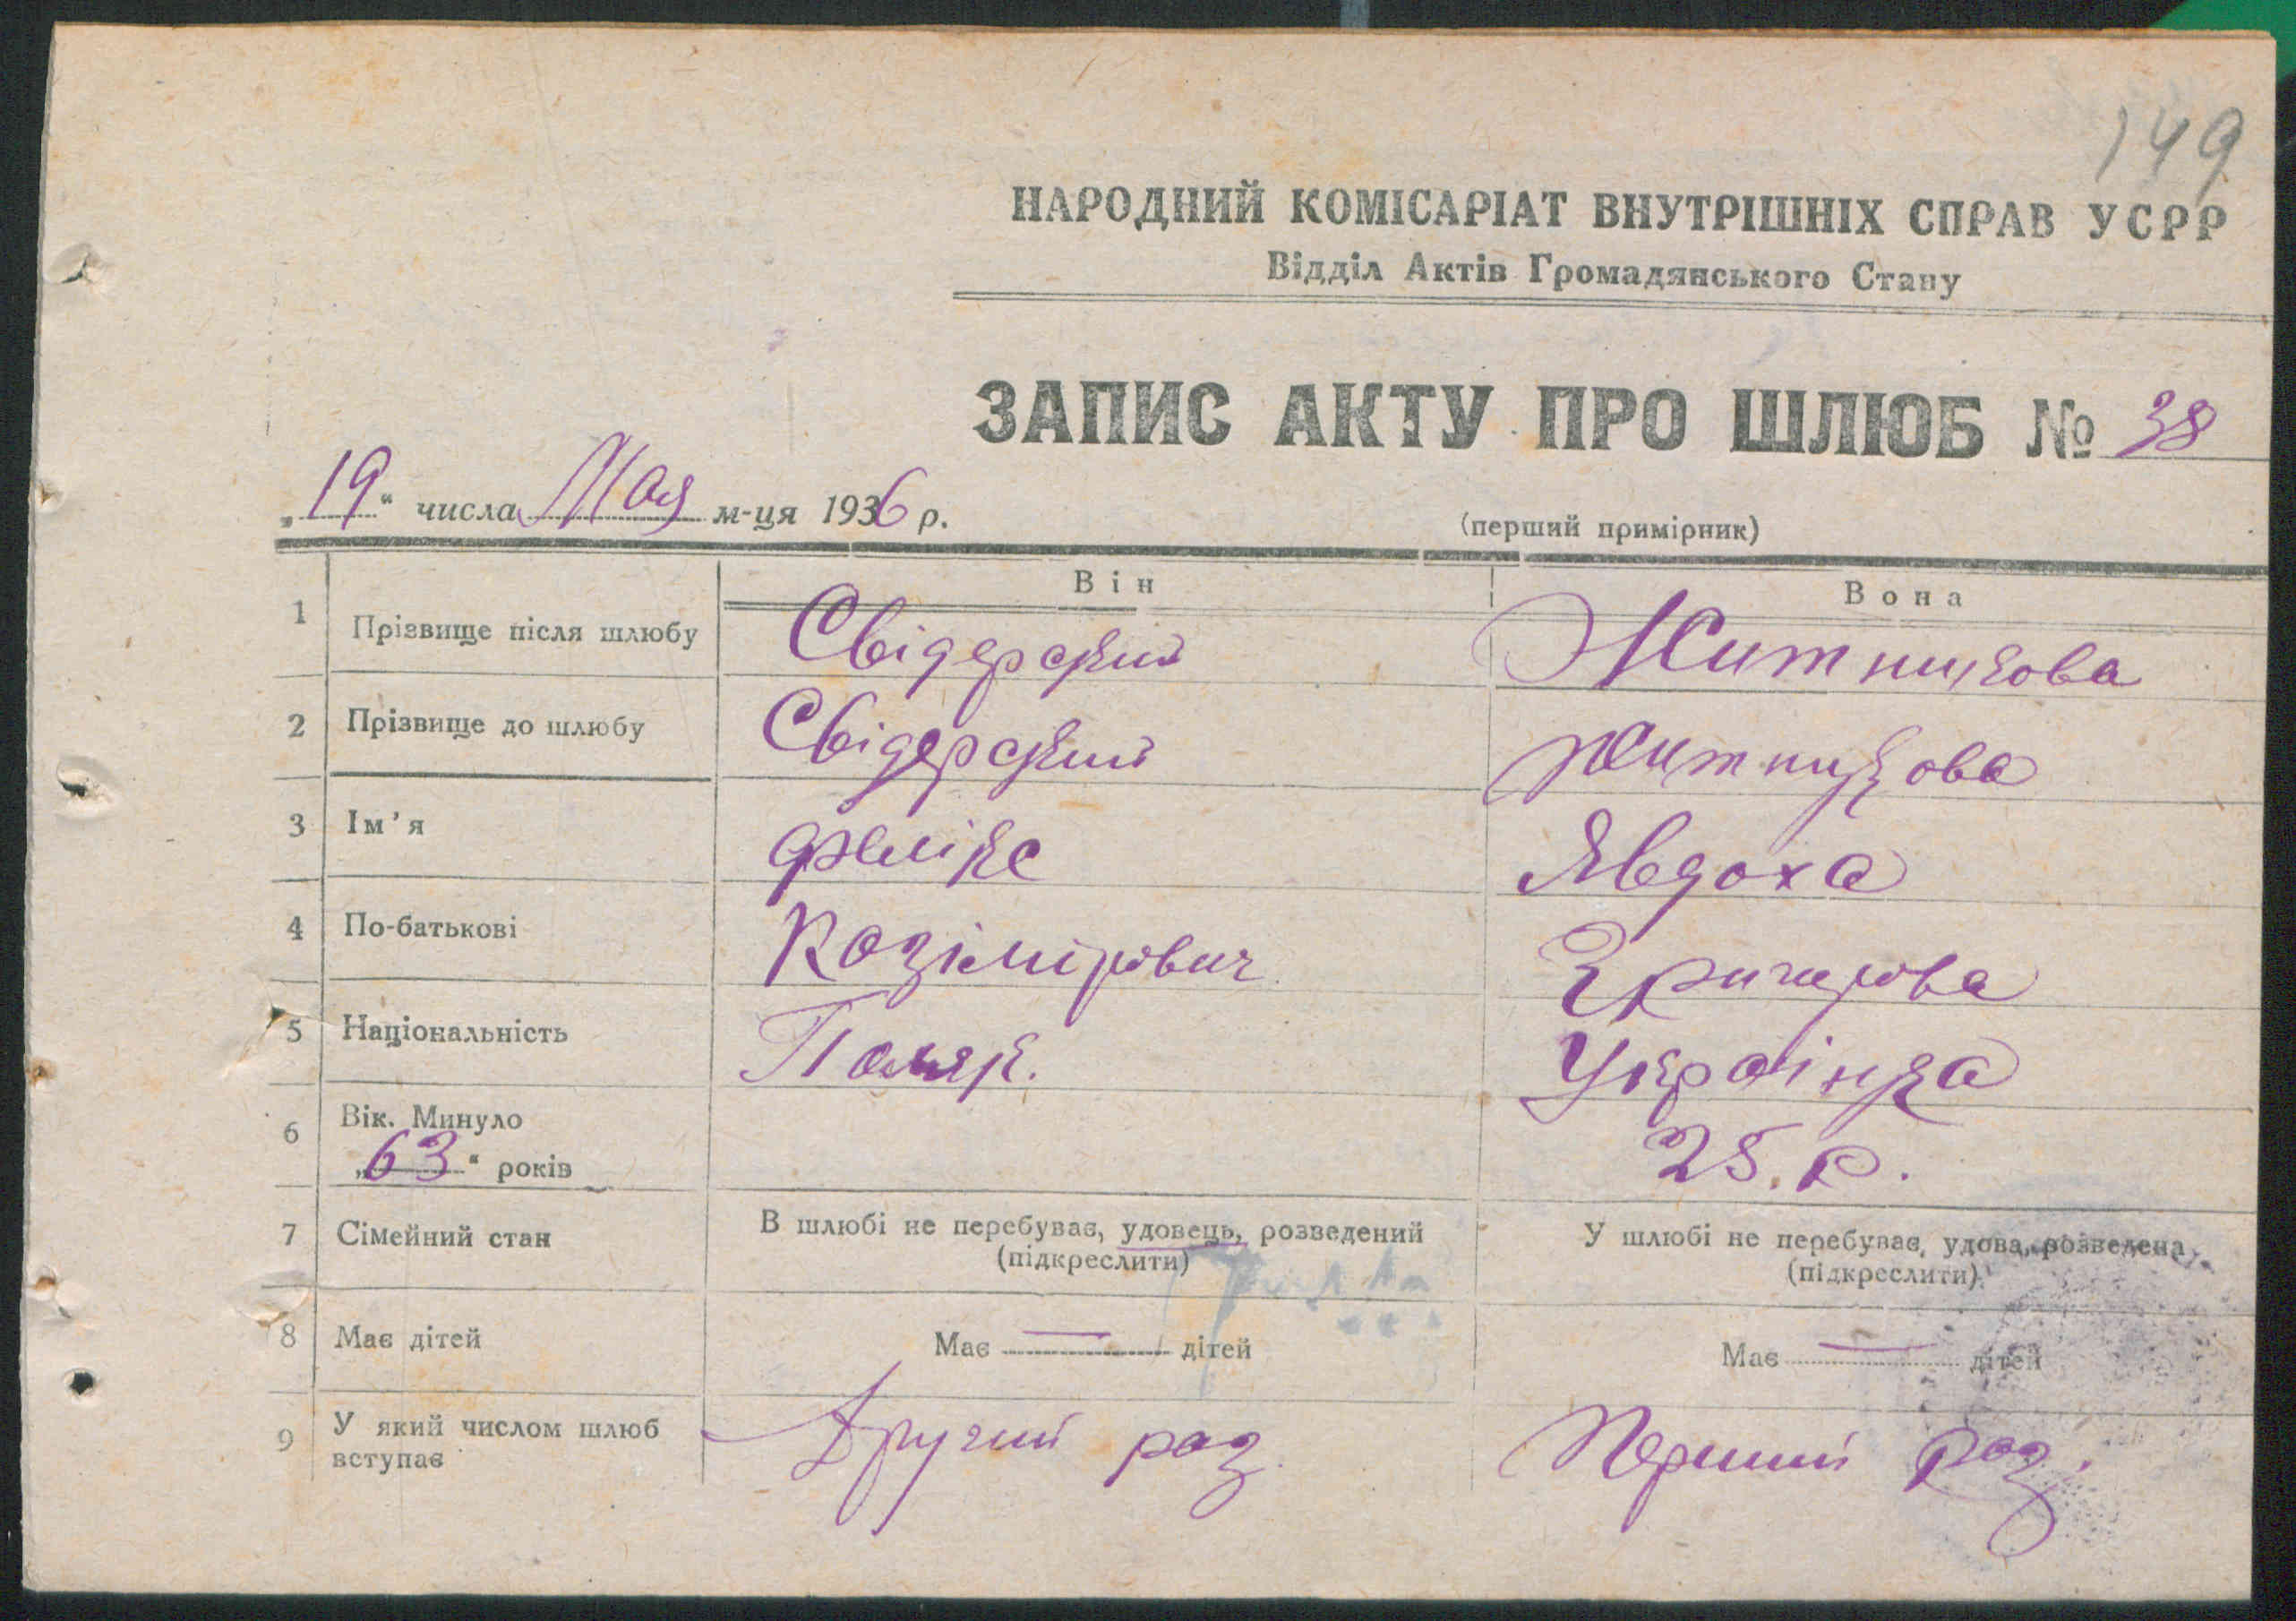 149
НАРОДНИЙ КОМІСАРІАТ ВНУТРІШНІХ СПРАВ УСРР
Відділ Актів Громадянського Стану
ЗАПИС АКТУ ПРО ШЛЮБ № 38
„19“ числа Мая м-ця 1936 р.
(перший примірник)
Він Вона
1 Прізвище після шлюбу Свідерский Житникова
2 Прізвище до шлюбу Свідерский Житникова
3 Ім'я Фелікс Явдоха
4 По-батькові Козімірович
5 Національність Поляк. Украінка
6 Вік. Минуло „63“ років 25.р.
7 Сімейний стан В шлюбі не перебуває, удовець, розведений (підкреслити) У шлюбі не перебуває, удова, розведена (підкреслити)
8 Має дітей Має — дітей Має — дітей
9 У який числом шлюб вступає Другий раз Перший раз.